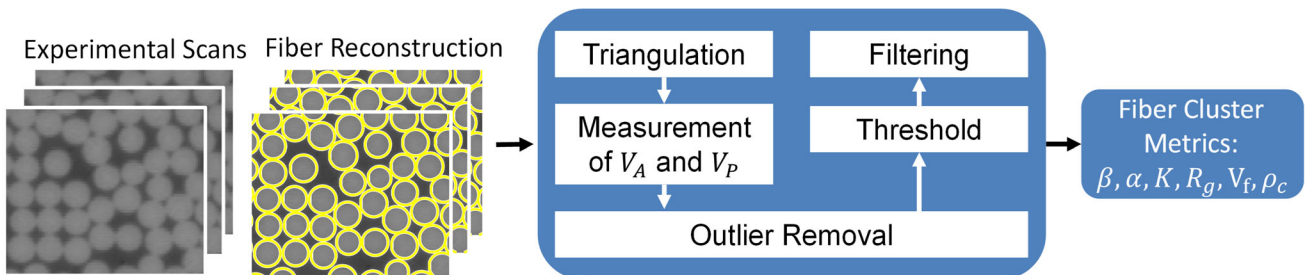 Experimental Scans
Fiber Reconstruction
Triangulation
Measurement
of V_A and V_P
Outlier Removal
Threshold
Filtering
Fiber Cluster
Metrics:
β, α, K, R_g, V_f, ρ_c